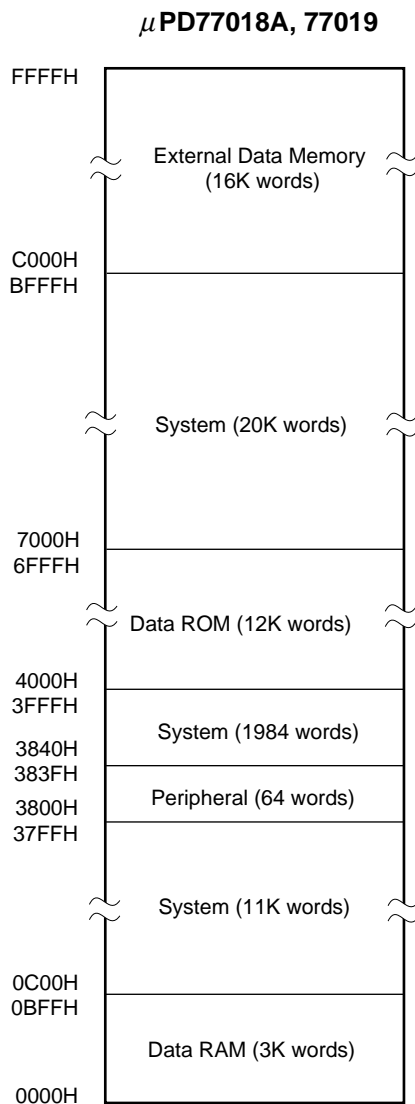 μPD77018A, 77019
FFFFH
External Data Memory
(16K words)
C000H
BFFFH
System (20K words)
7000H
6FFFH
Data ROM (12K words)
4000H
3FFFH
System (1984 words)
3840H
383FH
Peripheral (64 words)
3800H
37FFH
System (11K words)
0C00H
0BFFH
Data RAM (3K words)
0000H